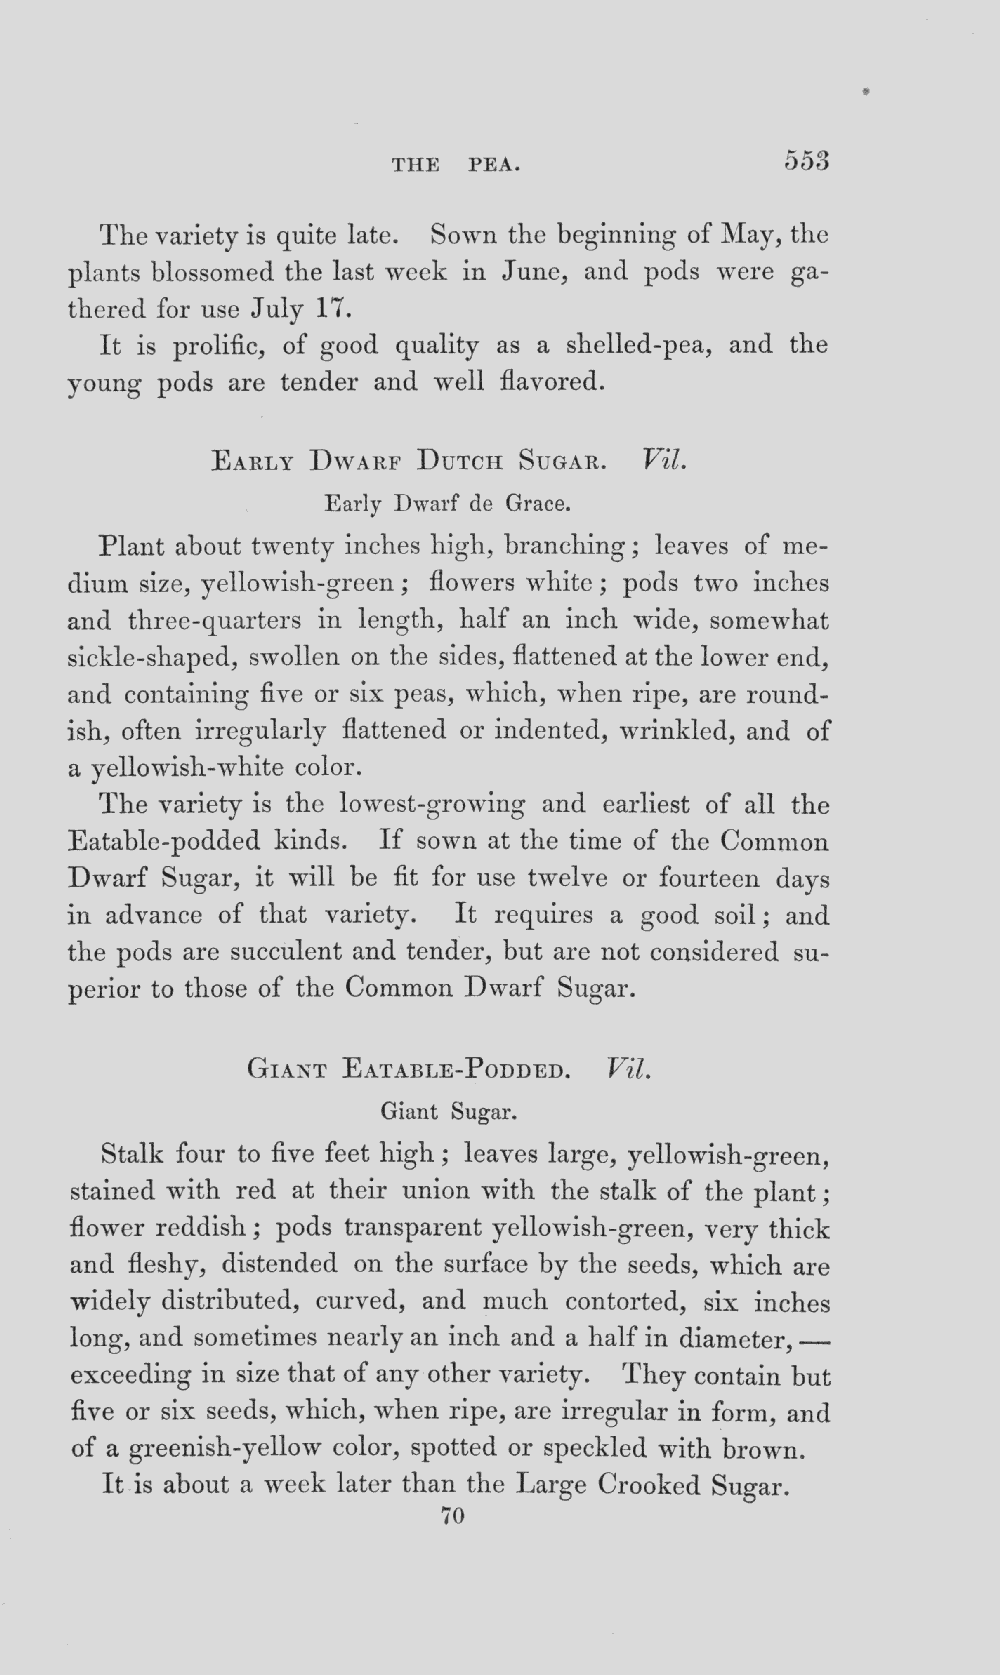 THE PEA. 553
The variety is quite late. Sown the beginning of May, the
plants blossomed the last week in June, and pods were ga-
thered for use July 17.
It is prolific, of good quality as a shelled-pea, and the
young pods are tender and well flavored.
EARLY DWARF DUTCH SUGAR. Vil.
Early Dwarf de Grace.
Plant about twenty inches high, branching; leaves of me-
dium size, yellowish-green; flowers white; pods two inches
and three-quarters in length, half an inch wide, somewhat
sickle-shaped, swollen on the sides, flattened at the lower end,
and containing five or six peas, which, when ripe, are round-
ish, often irregularly flattened or indented, wrinkled, and of
a yellowish-white color.
The variety is the lowest-growing and earliest of all the
Eatable-podded kinds. If sown at the time of the Common
Dwarf Sugar, it will be fit for use twelve or fourteen days
in advance of that variety. It requires a good soil; and
the pods are succulent and tender, but are not considered su-
perior to those of the Common Dwarf Sugar.
GIANT EATABLE-PODDED. Vil.
Giant Sugar.
Stalk four to five feet high; leaves large, yellowish-green,
stained with red at their union with the stalk of the plant;
flower reddish; pods transparent yellowish-green, very thick
and fleshy, distended on the surface by the seeds, which are
widely distributed, curved, and much contorted, six inches
long, and sometimes nearly an inch and a half in diameter, —
exceeding in size that of any other variety. They contain but
five or six seeds, which, when ripe, are irregular in form, and
of a greenish-yellow color, spotted or speckled with brown.
It is about a week later than the Large Crooked Sugar.
70